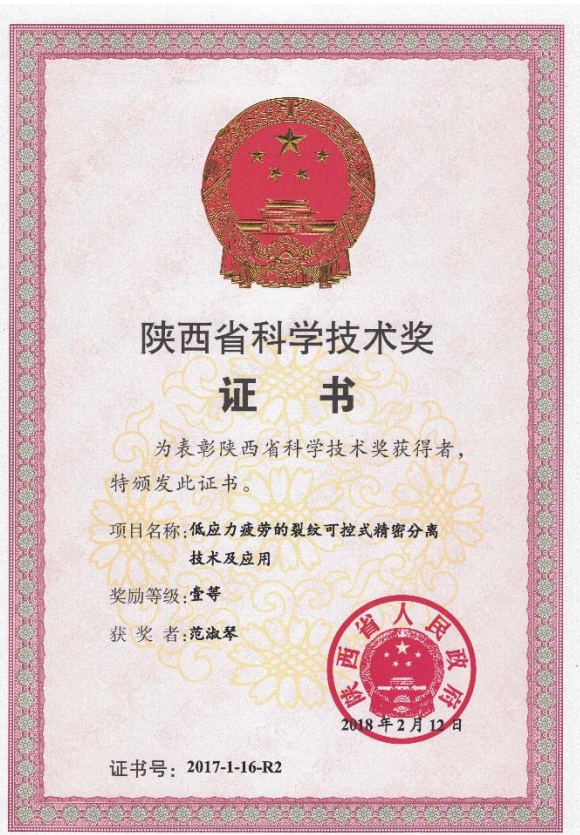 陕西省科学技术奖
证 书
为表彰陕西省科学技术奖获得者，
特颁发此证书。
项目名称:低应力疲劳的裂纹可控式精密分离
技术及应用
奖励等级:壹等
获 奖 者:范淑琴
陕西省人民政府
2018年2月12日
证书号：2017-1-16-R2